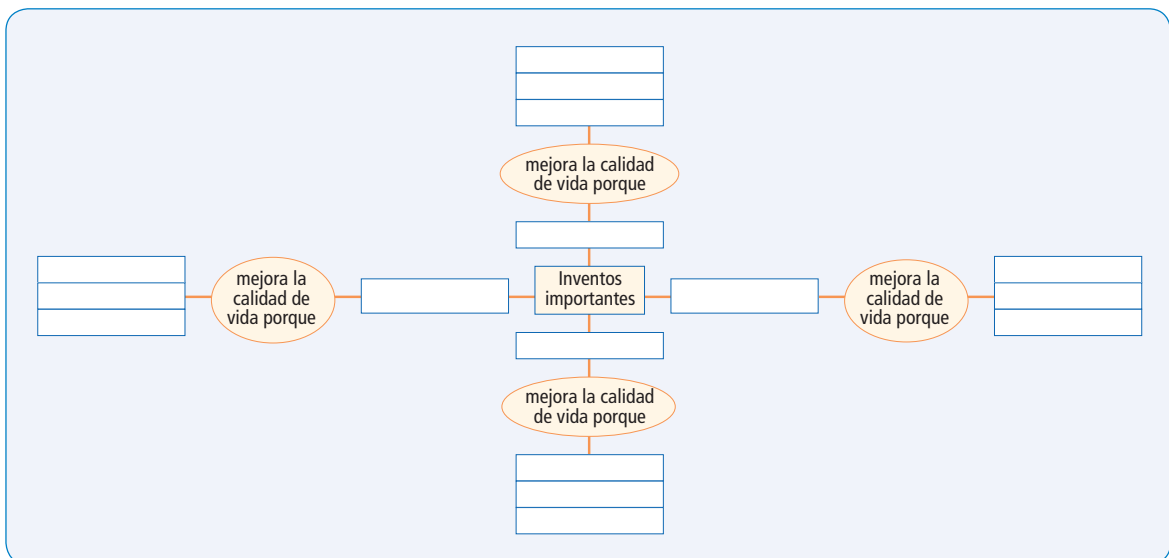 mejora la calidad
de vida porque
mejora la
calidad de
vida porque
Inventos
importantes
mejora la
calidad de
vida porque
mejora la calidad
de vida porque